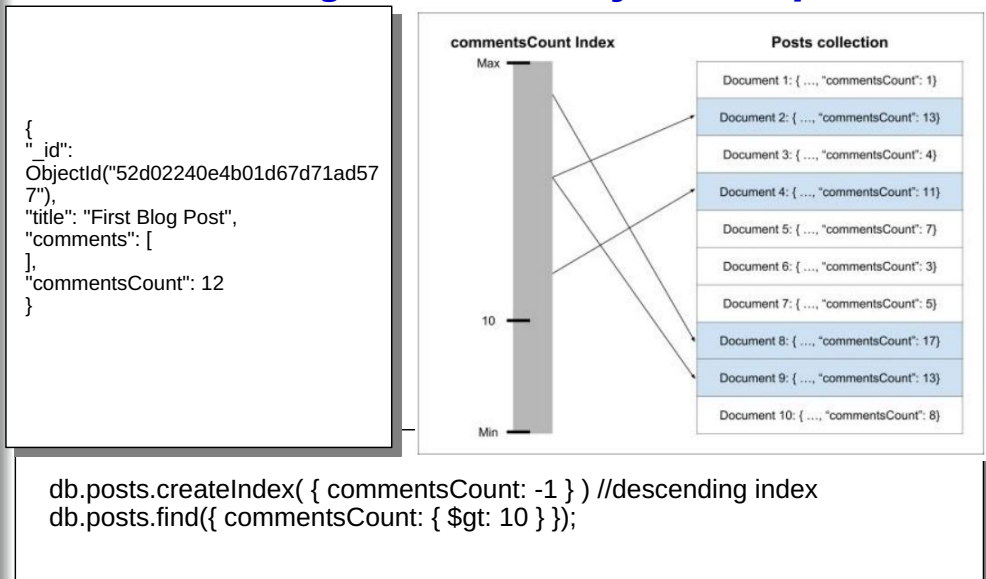 {
"_id":
ObjectId("52d02240e4b01d67d71ad57
7"),
"title": "First Blog Post",
"comments": [
],
"commentsCount": 12
}
commentsCount Index
Max
10
Min
Posts collection
Document 1: { ..., “commentsCount”: 1}
Document 2: { ..., “commentsCount”: 13}
Document 3: { ..., “commentsCount”: 4}
Document 4: { ..., “commentsCount”: 11}
Document 5: { ..., “commentsCount”: 7}
Document 6: { ..., “commentsCount”: 3}
Document 7: { ..., “commentsCount”: 5}
Document 8: { ..., “commentsCount”: 17}
Document 9: { ..., “commentsCount”: 13}
Document 10: { ..., “commentsCount”: 8}
db.posts.createIndex( { commentsCount: -1 } ) //descending index
db.posts.find({ commentsCount: { $gt: 10 } });